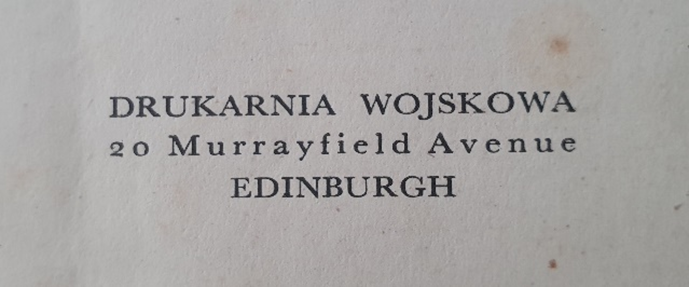 DRUKARNIA WOJSKOWA
20 Murrayfield Avenue
EDINBURGH